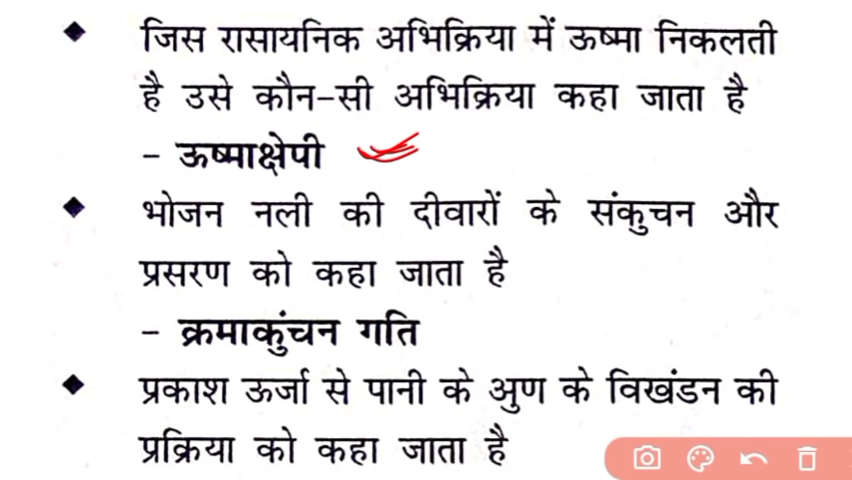 ◆ जिस रासायनिक अभिक्रिया में ऊष्मा निकलती
है उसे कौन-सी अभिक्रिया कहा जाता है
- ऊष्माक्षेपी
◆ भोजन नली की दीवारों के संकुचन और
प्रसरण को कहा जाता है
- क्रमाकुंचन गति
◆ प्रकाश ऊर्जा से पानी के अुण के विखंडन की
प्रक्रिया को कहा जाता है